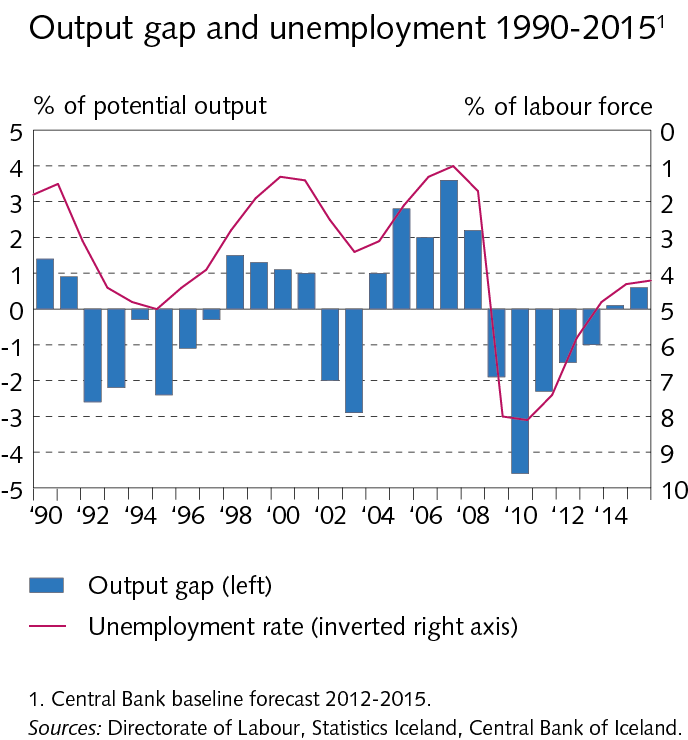 Output gap and unemployment 1990-2015¹
% of potential output % of labour force
5 0
4 1
3 2
2 3
1 4
0 5
-1 6
-2 7
-3 8
-4 9
-5 10
‘90 ‘92 ‘94 ‘96 ‘98 ‘00 ‘02 ‘04 ‘06 ‘08 ‘10 ‘12 ‘14
Output gap (left)
Unemployment rate (inverted right axis)
1. Central Bank baseline forecast 2012-2015.
Sources: Directorate of Labour, Statistics Iceland, Central Bank of Iceland.